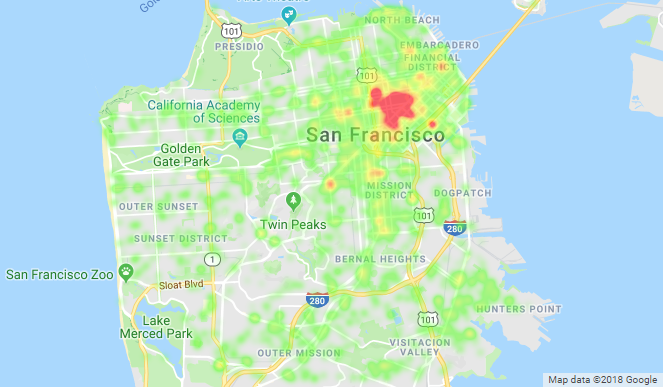 101
PRESIDIO
NORTH BEACH
EMBARCADERO
FINANCIAL
DISTRICT
101
California Academy
of Sciences
Golden
Gate Park
San Francisco
MISSION
DISTRICT
DOGPATCH
OUTER SUNSET
Twin Peaks
101
280
SUNSET DISTRICT
1
BERNAL HEIGHTS
San Francisco Zoo
Sloat Blvd
280
HUNTERS POINT
Lake
Merced Park
101
VISITACION
VALLEY
OUTER MISSION
Map data ©2018 Google